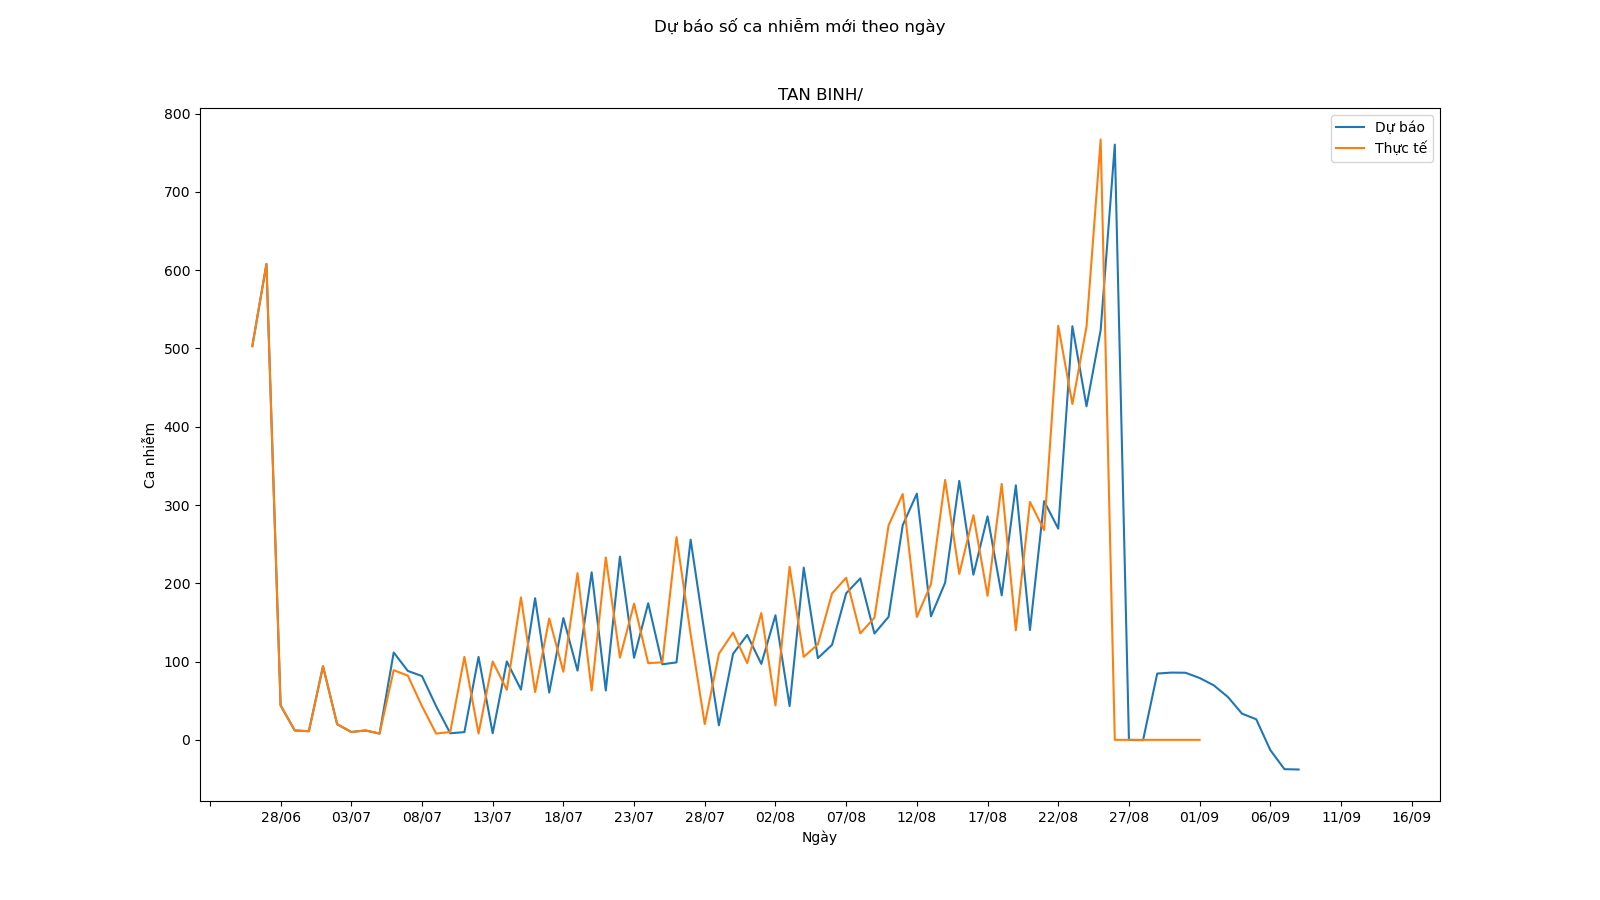 Dự báo số ca nhiễm mới theo ngày
TAN BINH/
Dự báo
Thực tế
Ca nhiễm
800
700
600
500
400
300
200
100
0
28/06 03/07 08/07 13/07 18/07 23/07 28/07 02/08 07/08 12/08 17/08 22/08 27/08 01/09 06/09 11/09 16/09
Ngày